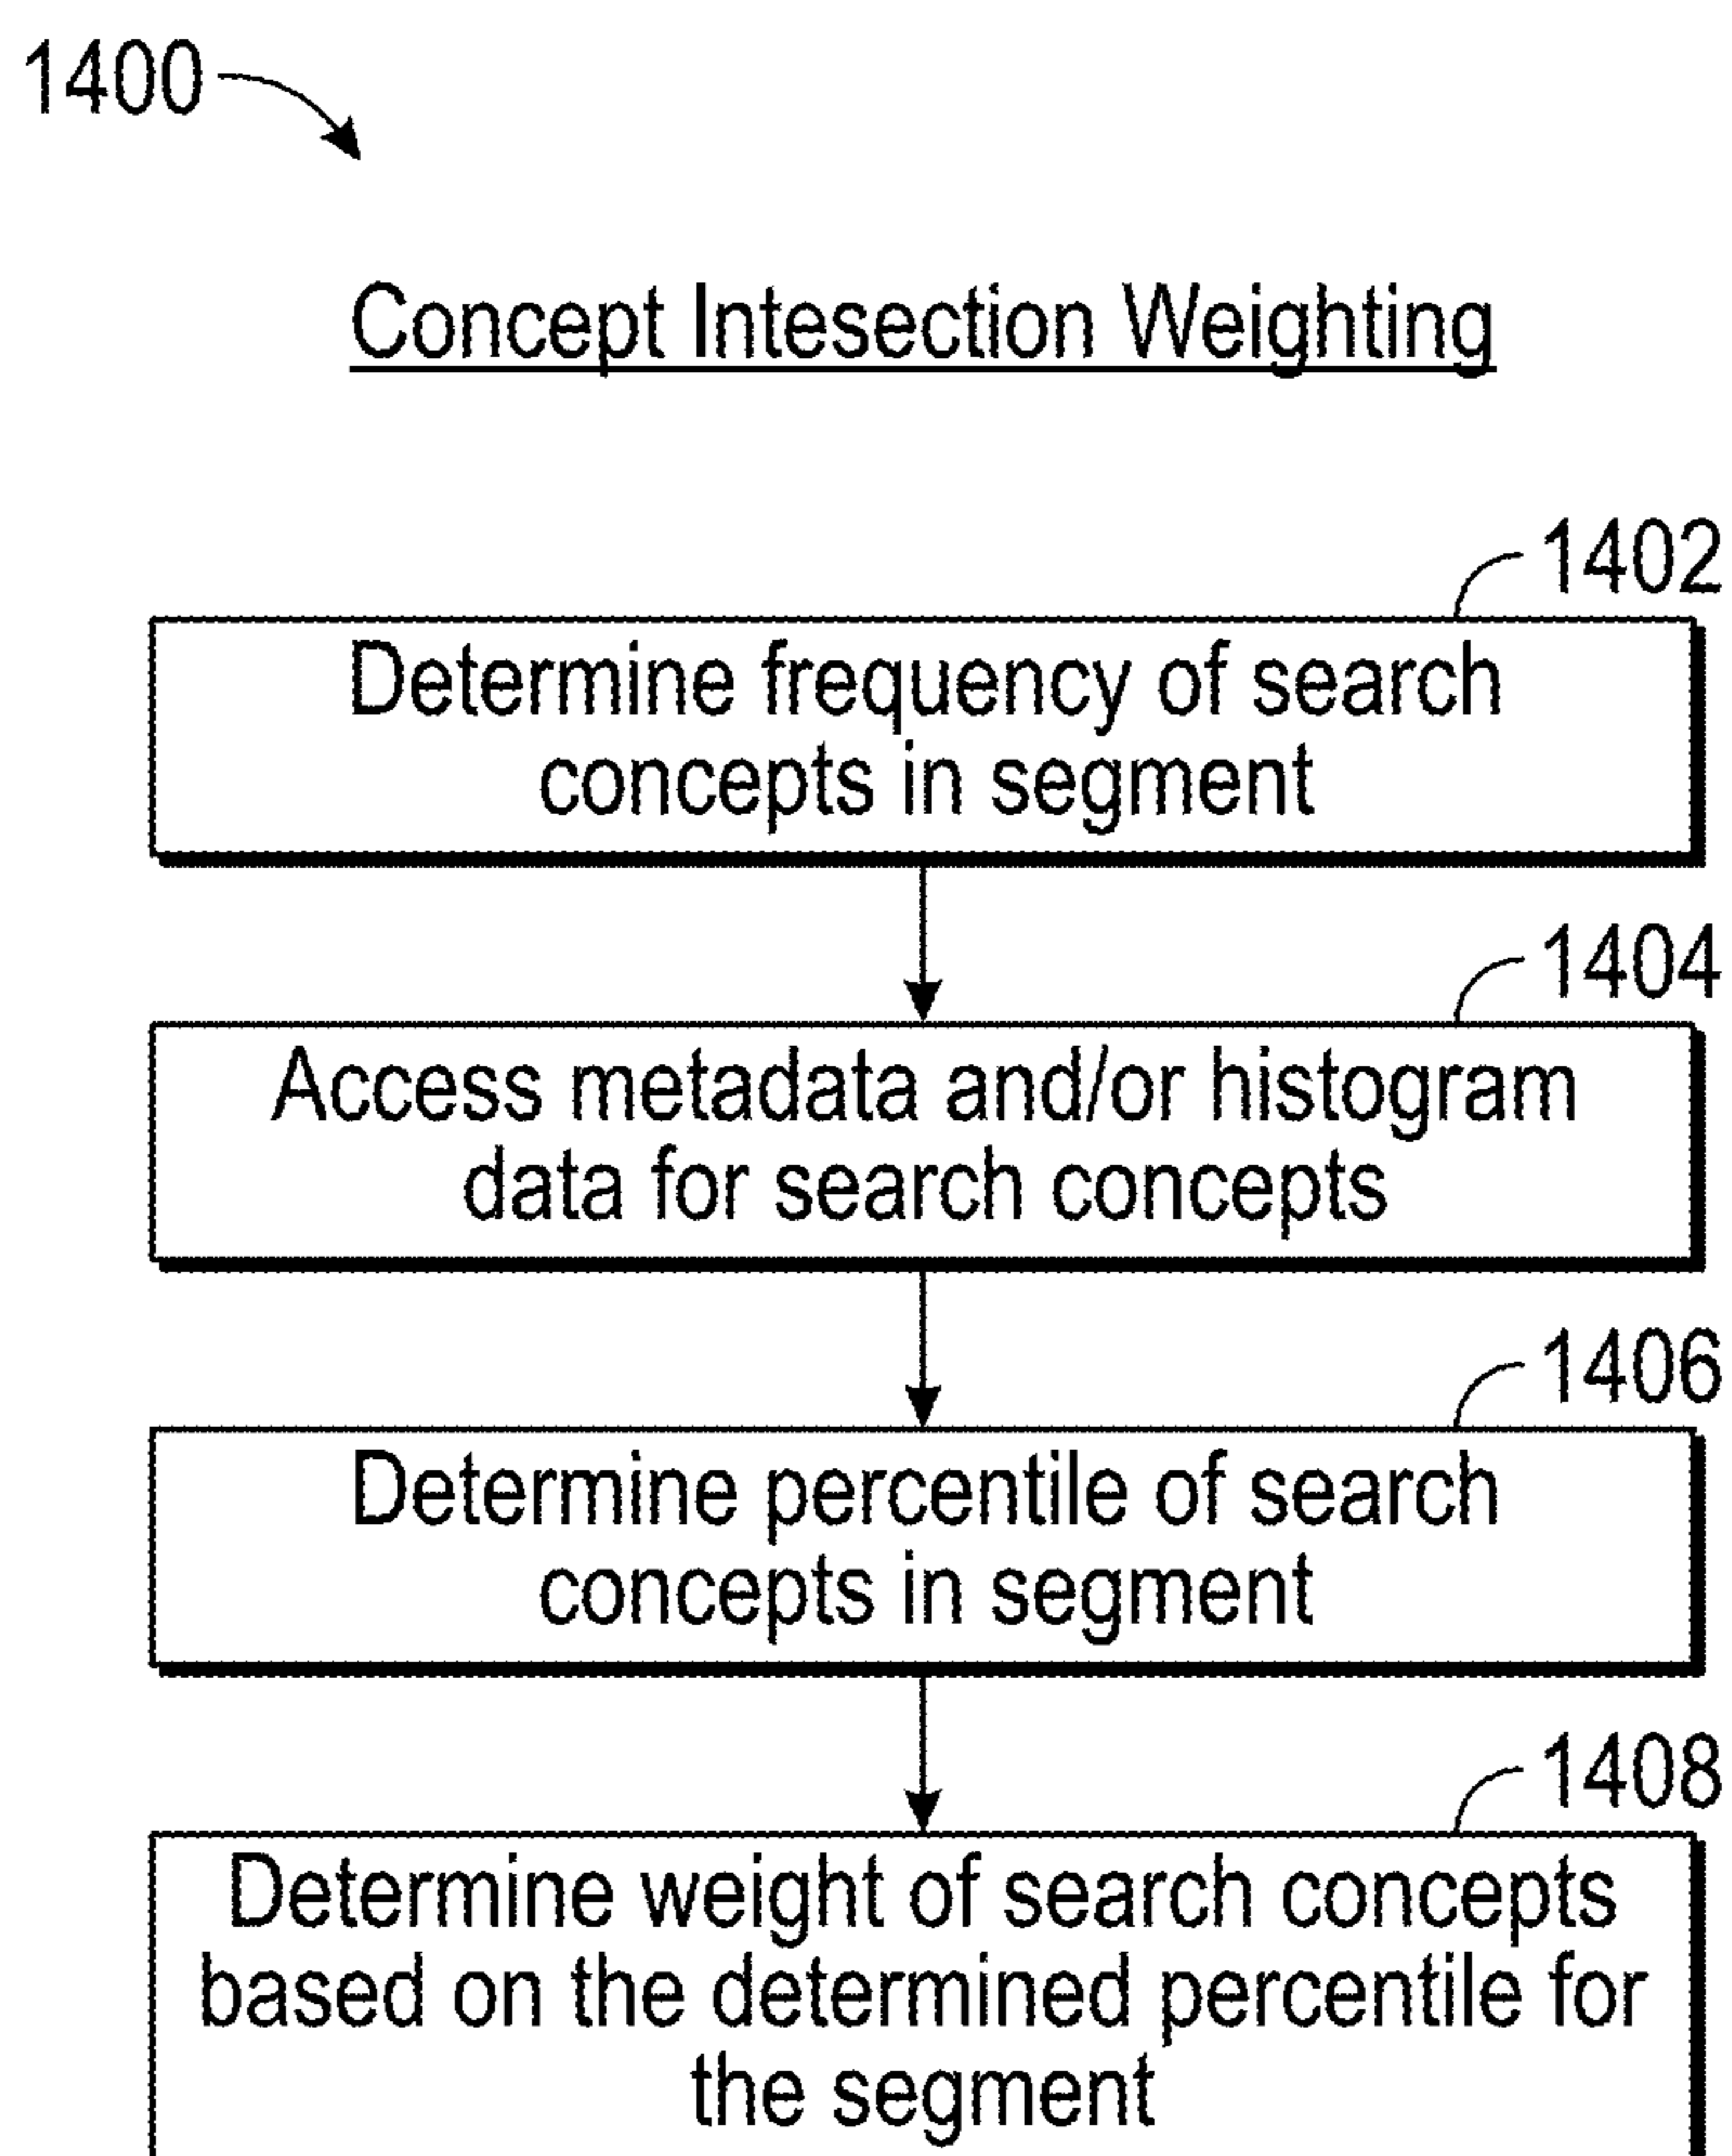 1400
Concept Intesection Weighting
1402
Determine frequency of search
concepts in segment
1404
Access metadata and/or histogram
data for search concepts
1406
Determine percentile of search
concepts in segment
1408
Determine weight of search concepts
based on the determined percentile for
the segment